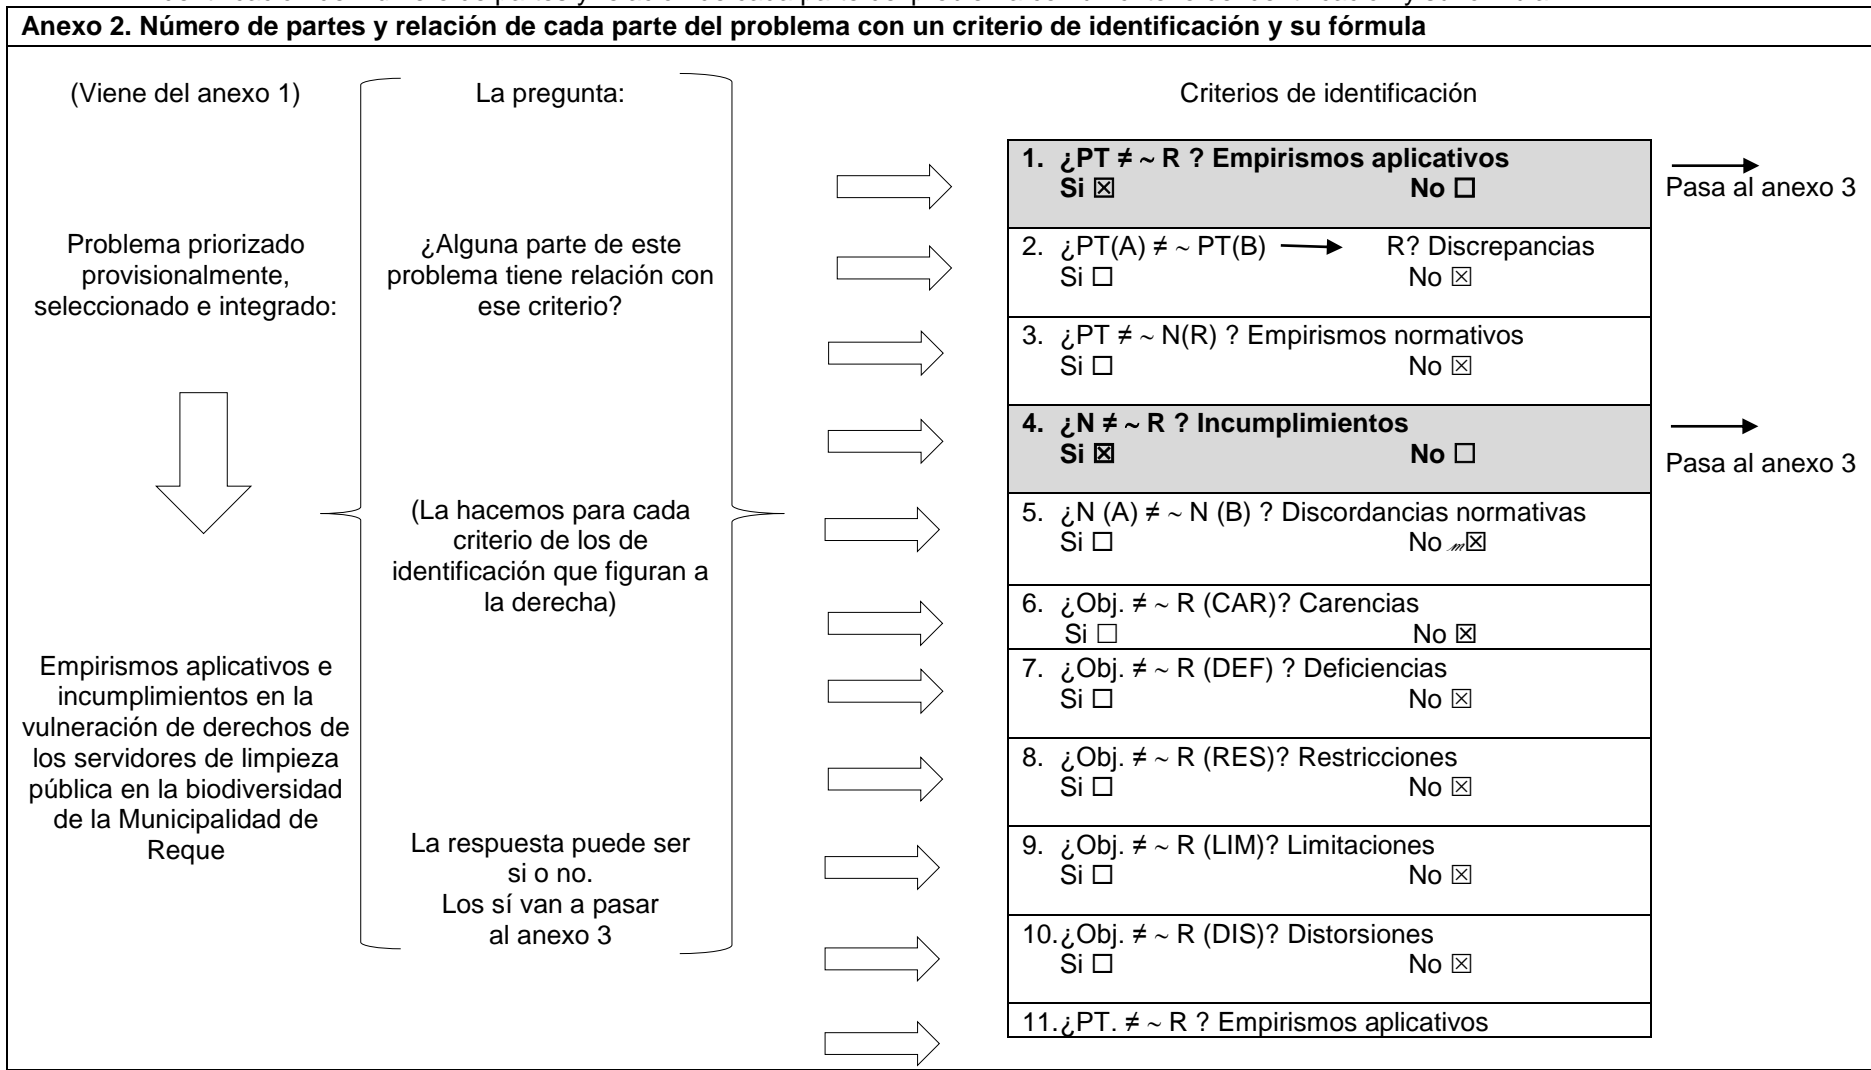 Anexo 2. Número de partes y relación de cada parte del problema con un criterio de identificación y su fórmula
(Viene del anexo 1)
Problema priorizado
provisionalmente,
seleccionado e integrado:
Empirismos aplicativos e
incumplimientos en la
vulneración de derechos de
los servidores de limpieza
pública en la biodiversidad
de la Municipalidad de
Reque
La pregunta:
¿Alguna parte de este
problema tiene relación con
ese criterio?
(La hacemos para cada
criterio de los de
identificación que figuran a
la derecha)
La respuesta puede ser
si o no.
Los sí van a pasar
al anexo 3
Criterios de identificación
1. ¿PT ≠ ~ R ? Empirismos aplicativos
Si ☒ No ☐
Pasa al anexo 3
2. ¿PT(A) ≠ ~ PT(B) → R? Discrepancias
Si ☐ No ☒
3. ¿PT ≠ ~ N(R) ? Empirismos normativos
Si ☐ No ☒
4. ¿N ≠ ~ R ? Incumplimientos
Si ☒ No ☐
Pasa al anexo 3
5. ¿N (A) ≠ ~ N (B) ? Discordancias normativas
Si ☐ No m☒
6. ¿Obj. ≠ ~ R (CAR)? Carencias
Si ☐ No ☒
7. ¿Obj. ≠ ~ R (DEF) ? Deficiencias
Si ☐ No ☒
8. ¿Obj. ≠ ~ R (RES)? Restricciones
Si ☐ No ☒
9. ¿Obj. ≠ ~ R (LIM)? Limitaciones
Si ☐ No ☒
10.¿Obj. ≠ ~ R (DIS)? Distorsiones
Si ☐ No ☒
11.¿PT. ≠ ~ R ? Empirismos aplicativos